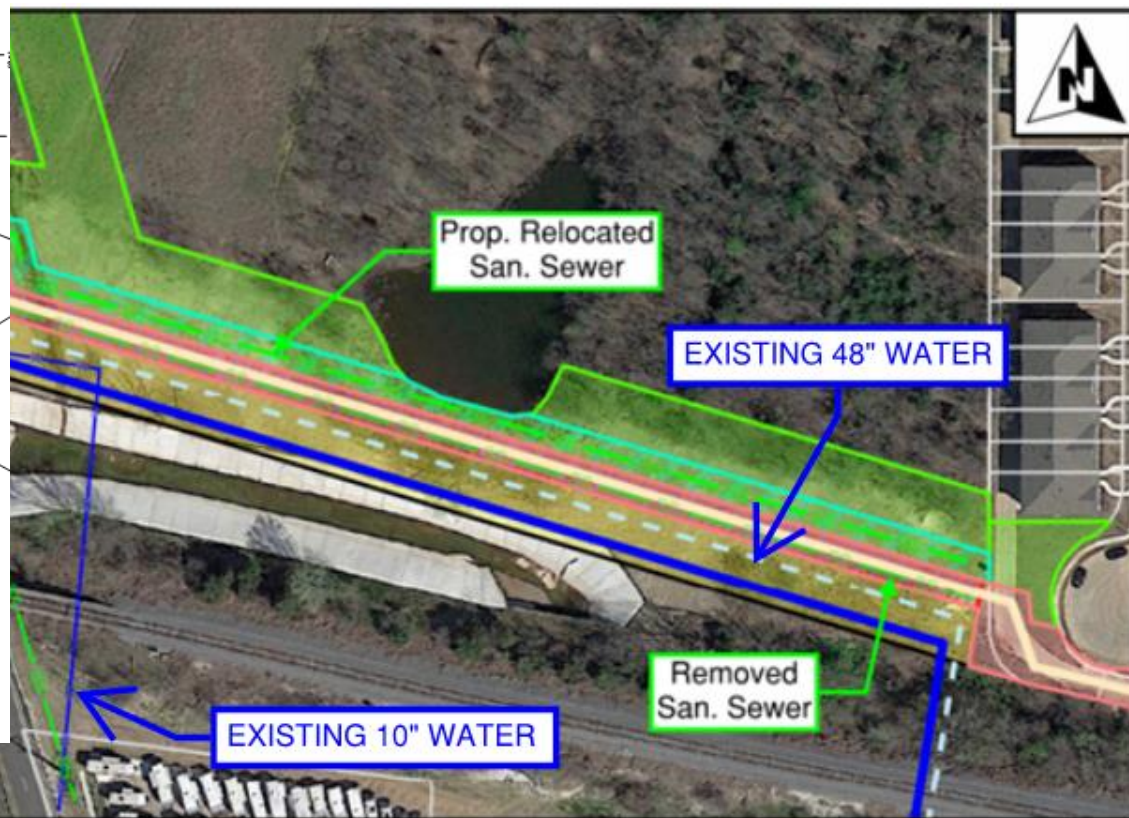 N
Prop. Relocated
San. Sewer
EXISTING 48" WATER
Removed
San. Sewer
EXISTING 10" WATER